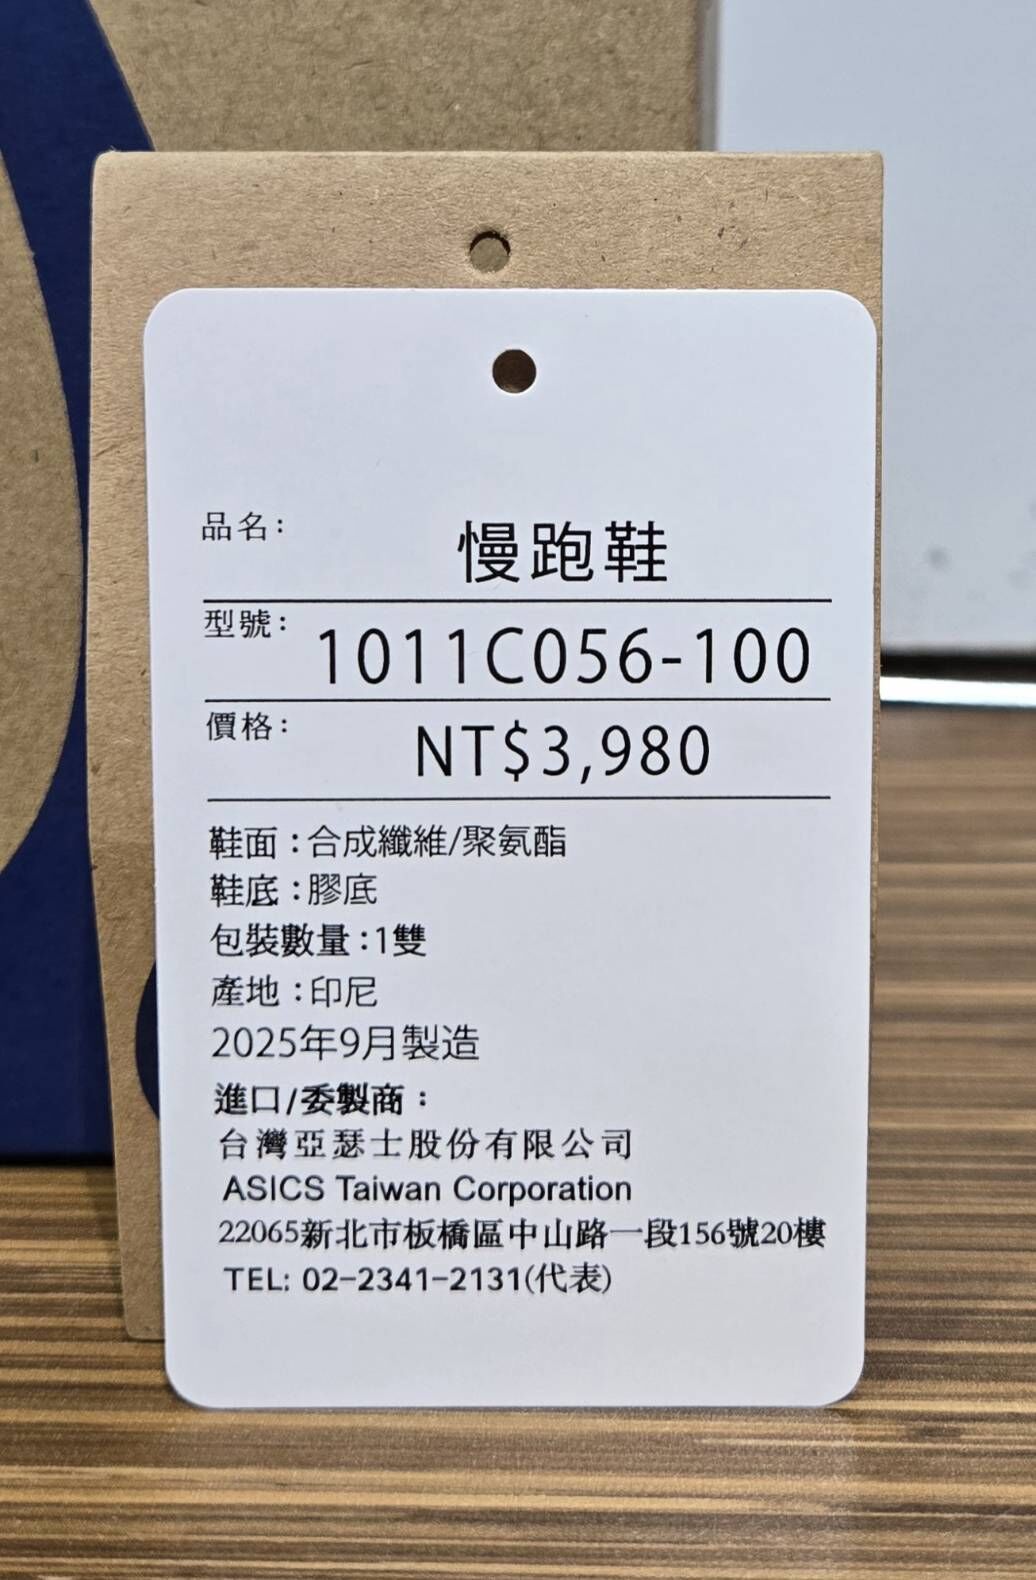 品名：
慢跑鞋
型號：
1011C056-100
價格：
NT$3,980
鞋面：合成纖維/聚氨酯
鞋底：膠底
包裝數量：1雙
產地：印尼
2025年9月製造
進口/委製商：
台灣亞瑟士股份有限公司
ASICS Taiwan Corporation
22065新北市板橋區中山路一段156號20樓
TEL: 02-2341-2131(代表)